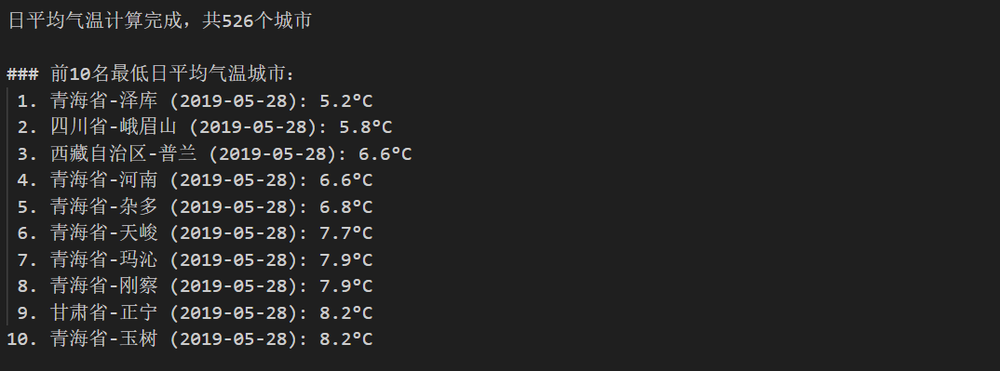 日平均气温计算完成，共526个城市
### 前10名最低日平均气温城市：
1. 青海省-泽库 (2019-05-28): 5.2°C
2. 四川省-峨眉山 (2019-05-28): 5.8°C
3. 西藏自治区-普兰 (2019-05-28): 6.6°C
4. 青海省-河南 (2019-05-28): 6.6°C
5. 青海省-杂多 (2019-05-28): 6.8°C
6. 青海省-天峻 (2019-05-28): 7.7°C
7. 青海省-玛沁 (2019-05-28): 7.9°C
8. 青海省-刚察 (2019-05-28): 7.9°C
9. 甘肃省-正宁 (2019-05-28): 8.2°C
10. 青海省-玉树 (2019-05-28): 8.2°C